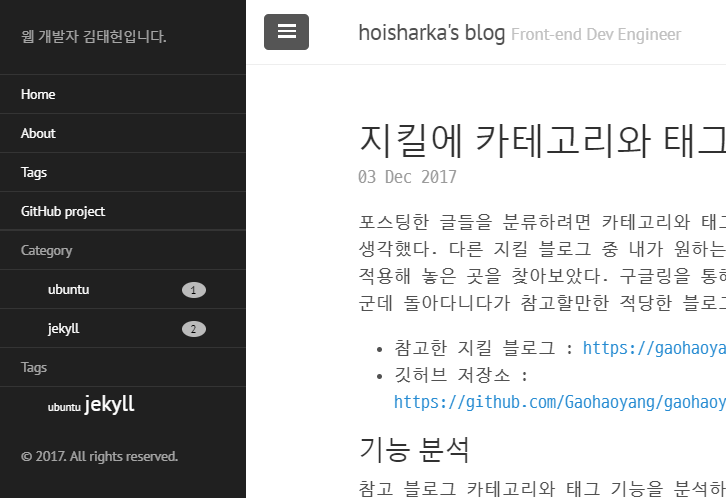 웹 개발자 김태헌입니다.
Home
About
Tags
GitHub project
Category
ubuntu 1
jekyll 2
Tags
ubuntu jekyll
© 2017. All rights reserved.
hoisharka's blog Front-end Dev Engineer
지킬에 카테고리와 태그
03 Dec 2017
포스팅한 글들을 분류하려면 카테고리와 태그
생각했다. 다른 지킬 블로그 중 내가 원하는
적용해 놓은 곳을 찾아보았다. 구글링을 통해
군데 돌아다니다가 참고할만한 적당한 블로그
• 참고한 지킬 블로그 : https://gaohaoya
• 깃허브 저장소 :
https://github.com/Gaohaoyang/gaohaoy
기능 분석
참고 블로그 카테고리와 태그 기능을 분석하